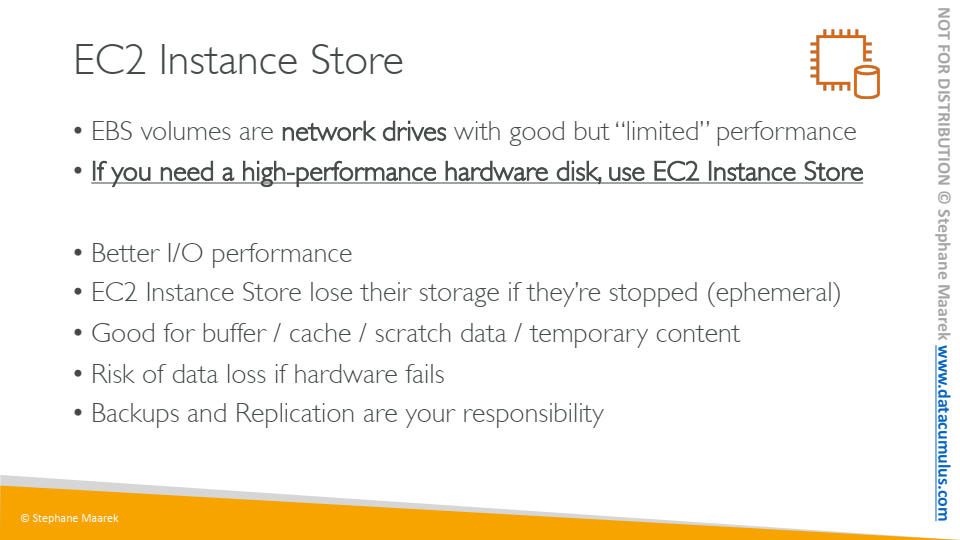 EC2 Instance Store
• EBS volumes are network drives with good but “limited” performance
• If you need a high-performance hardware disk, use EC2 Instance Store
• Better I/O performance
• EC2 Instance Store lose their storage if they’re stopped (ephemeral)
• Good for buffer / cache / scratch data / temporary content
• Risk of data loss if hardware fails
• Backups and Replication are your responsibility
© Stephane Maarek
NOT FOR DISTRIBUTION © Stephane Maarek www.datacumulus.com